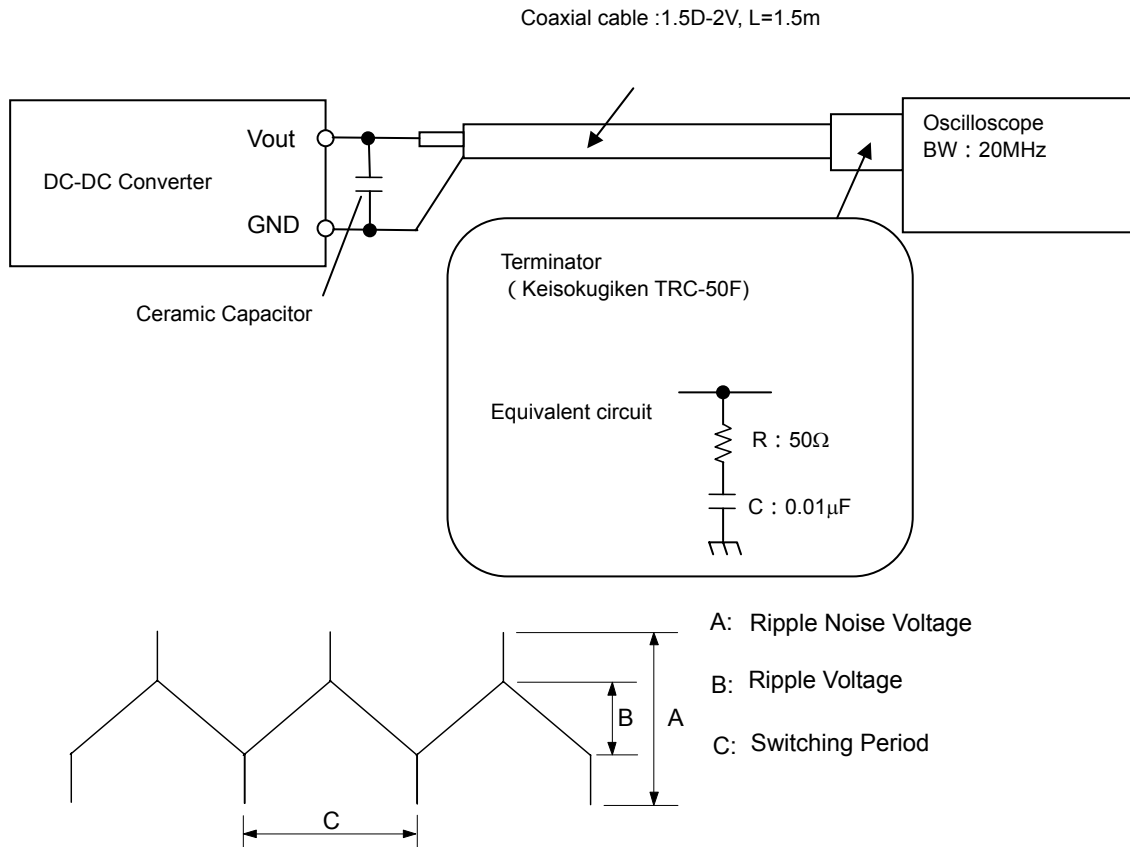 Coaxial cable :1.5D-2V, L=1.5m
Vout
DC-DC Converter
GND
Ceramic Capacitor
Oscilloscope
BW：20MHz
Terminator
（Keisokugiken TRC-50F)
Equivalent circuit
R：50Ω
C：0.01μF
A: Ripple Noise Voltage
B: Ripple Voltage
C: Switching Period
B
A
C